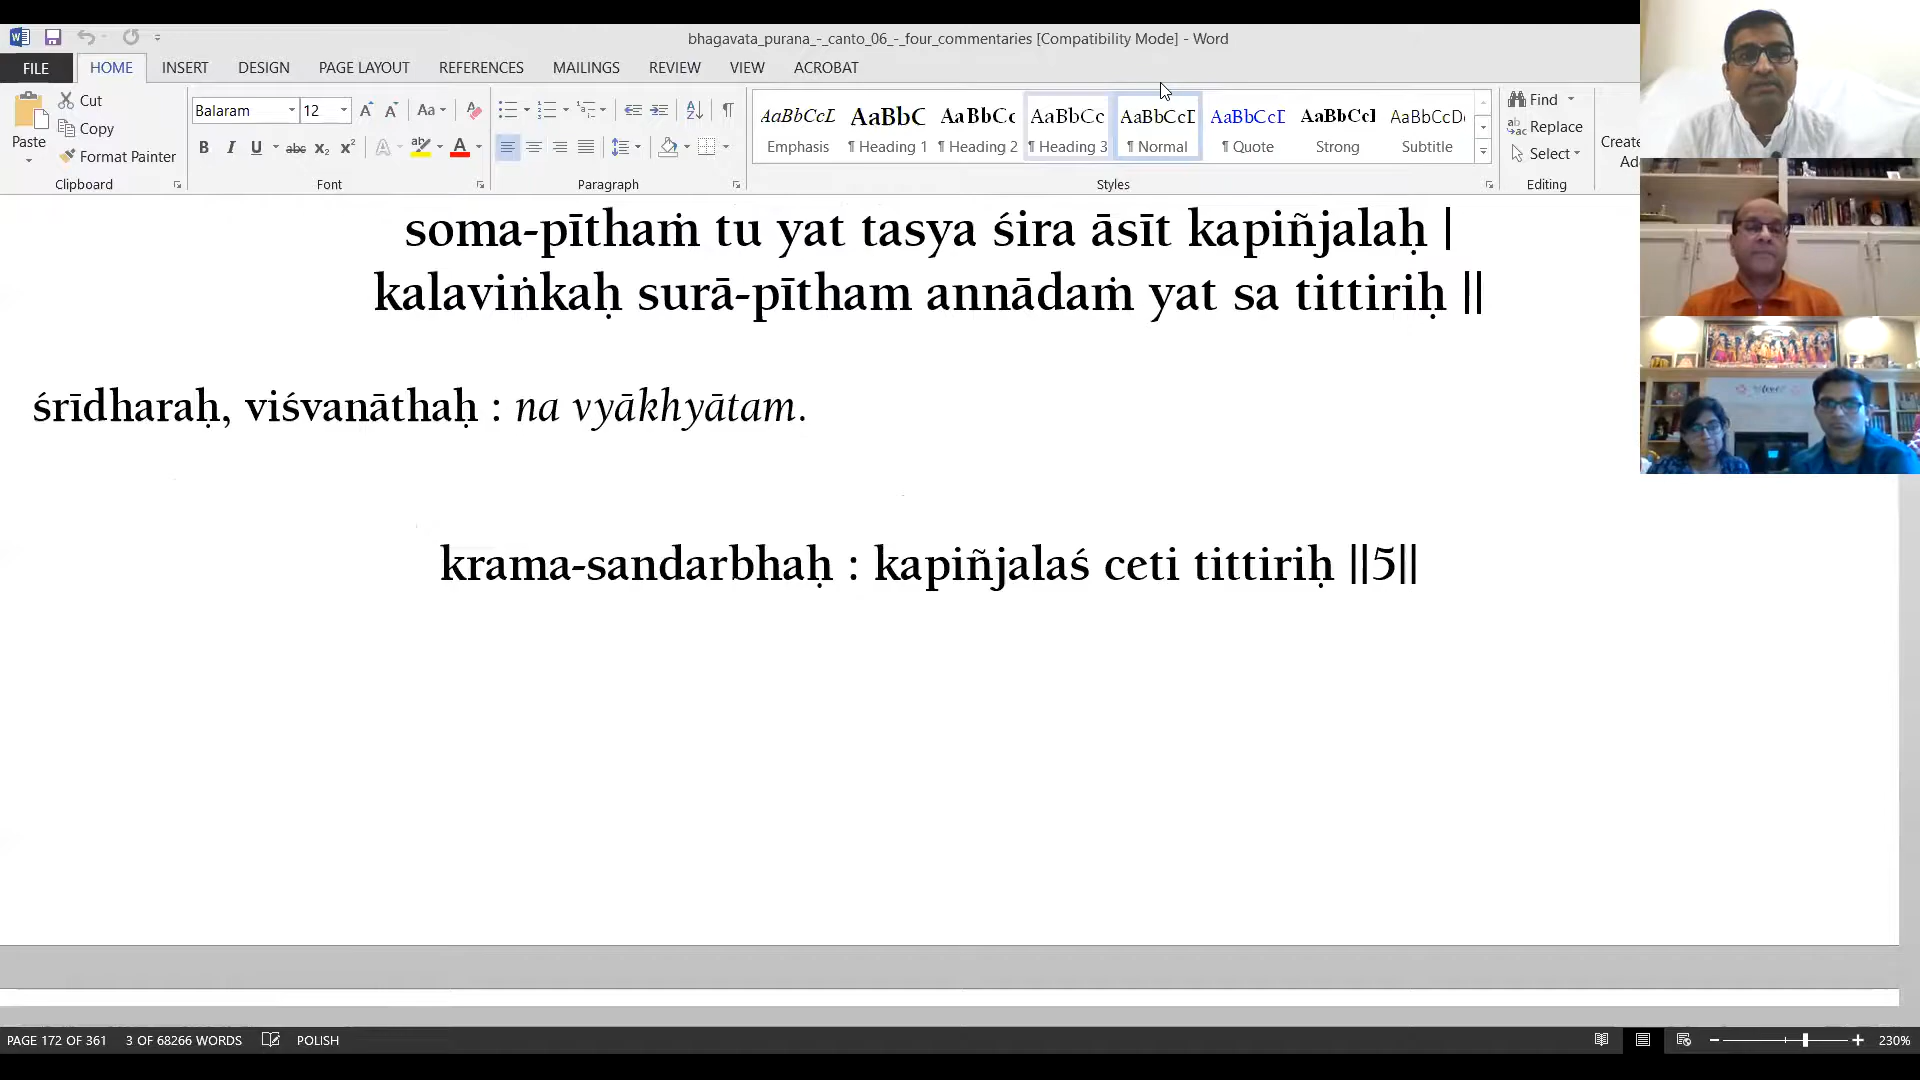 bhagavata_purana_-_canto_06_-_four_commentaries [Compatibility Mode] - Word
FILE HOME INSERT DESIGN PAGE LAYOUT REFERENCES MAILINGS REVIEW VIEW ACROBAT
Paste
Cut
Copy
Format Painter
Clipboard
Balaram 12
Font
Paragraph
AaBbCcL AaBbC AaBbCc AaBbCc AaBbCcI AaBbCcI AaBbCcI AaBbCcD
Emphasis ¶ Heading 1 ¶ Heading 2 ¶ Heading 3 ¶ Normal ¶ Quote Strong Subtitle
Styles
Find
Replace
Select
Editing
Create
soma-pīthaṁ tu yat tasya śira āsīt kapiñjalaḥ |
kalaviṅkaḥ surā-pītham annādaṁ yat sa tittiriḥ ||
śrīdharaḥ, viśvanāthaḥ : na vyākhyātam.
krama-sandarbhaḥ : kapiñjalaś ceti tittiriḥ ||5||
PAGE 172 OF 361 3 OF 68266 WORDS POLISH 230%